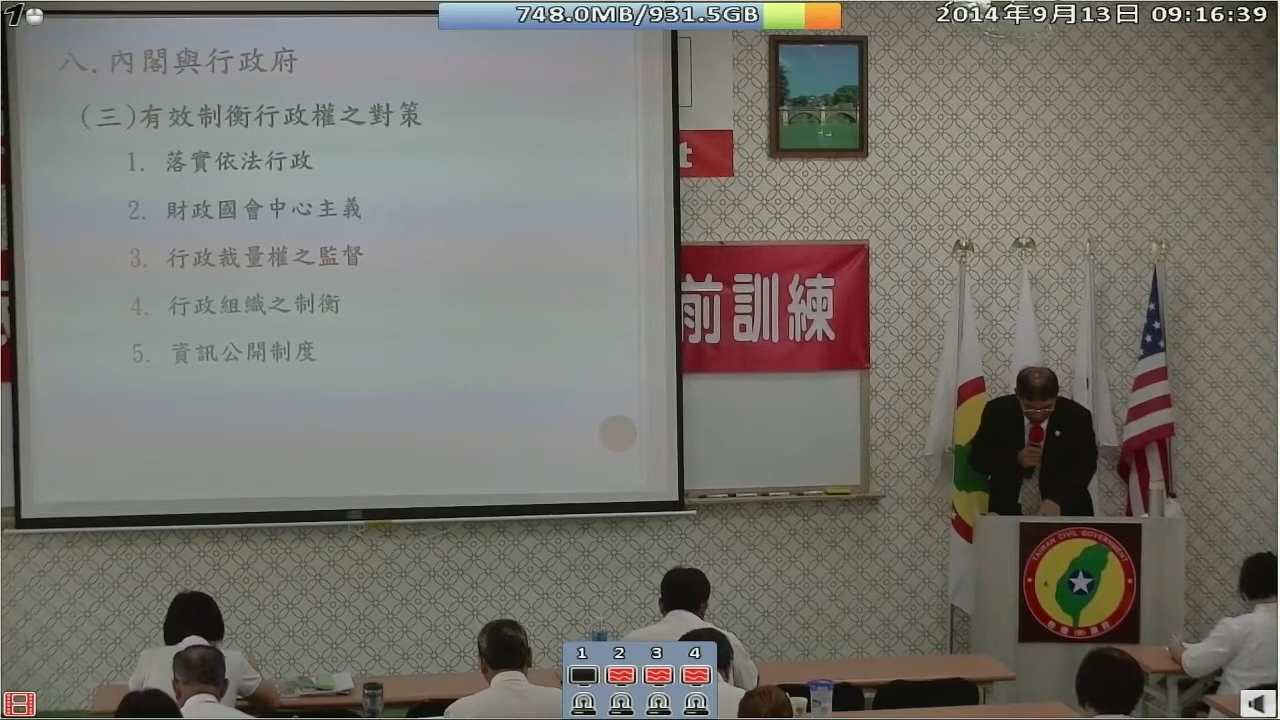 748.0MB/931.5GB
2014年9月13日 09:16:39
八.內閣與行政府
(三)有效制衡行政權之對策
1. 落實依法行政
2. 財政國會中心主義
3. 行政裁量權之監督
4. 行政組織之制衡
5. 資訊公開制度
t
前訓練
TAIWAN CIVIL GOVERNMENT
1 2 3 4